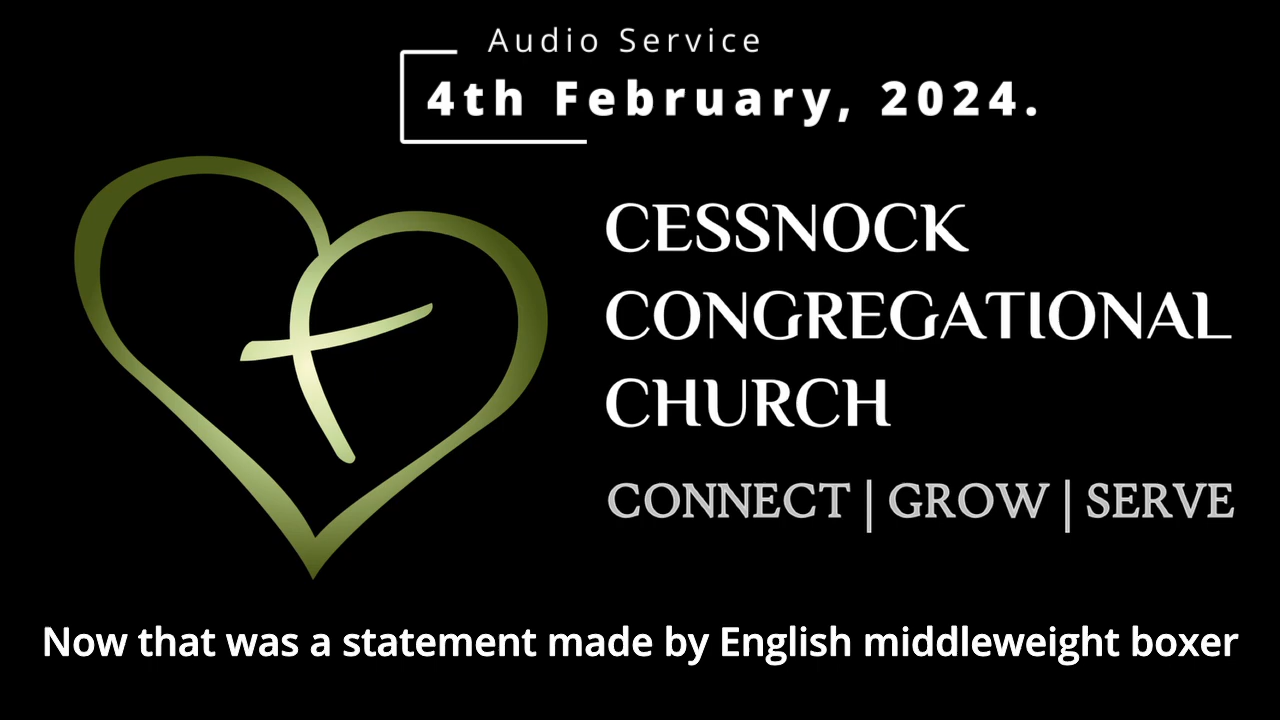 Audio Service
4th February, 2024.
CESSNOCK
CONGREGATIONAL
CHURCH
CONNECT | GROW | SERVE
Now that was a statement made by English middleweight boxer